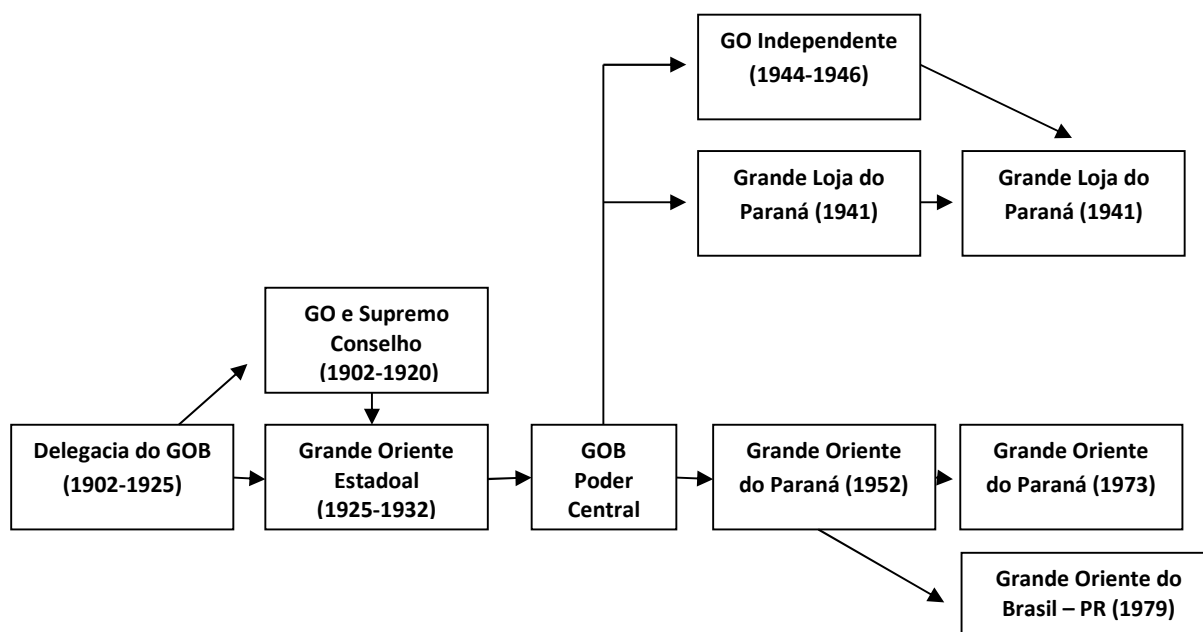 GO Independente
(1944-1946)
Grande Loja do
Paraná (1941)
Grande Loja do
Paraná (1941)
GO e Supremo
Conselho
(1902-1920)
Delegacia do GOB
(1902-1925)
Grande Oriente
Estadoal
(1925-1932)
GOB
Poder
Central
Grande Oriente
do Paraná (1952)
Grande Oriente
do Paraná (1973)
Grande Oriente do
Brasil – PR (1979)